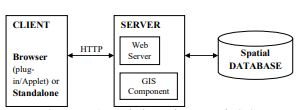 CLIENT
Browser
(plug-
in/Applet) or
Standalone
HTTP
SERVER
Web
Server
GIS
Component
Spatial
DATABASE